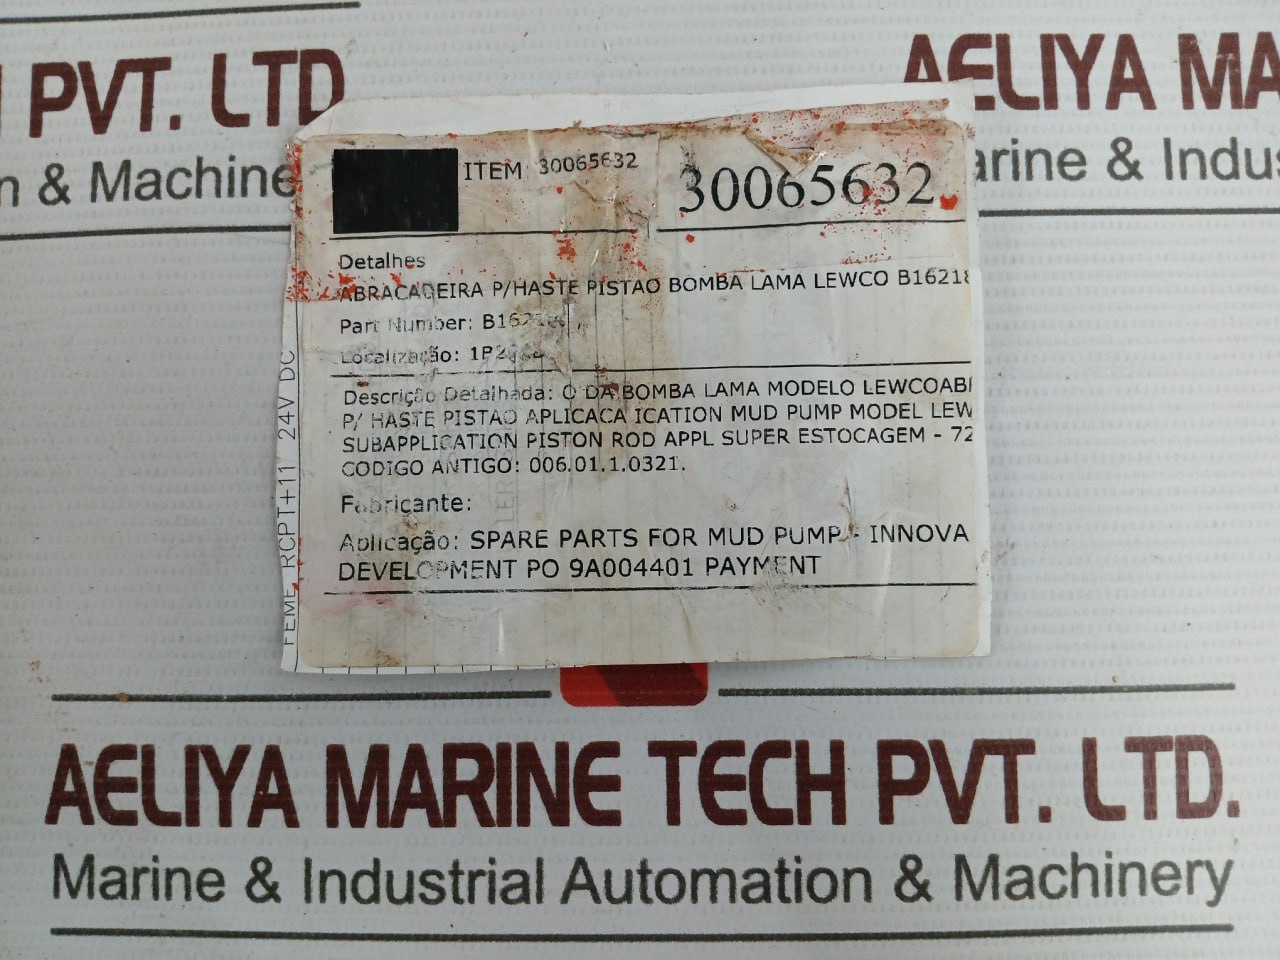 PVT. LTD
AELIYA MA
n & Machine
arine & Indus
ITEM: 30065632
30065632
Detalhes
ABRACADEIRA P/HASTE PISTAO BOMBA LAMA LEWCO B16218
Part Number:
Localização:
Descrição Detalhada: O DA BOMBA LAMA MODELO LEWCOABR
P/ HASTE PISTAO APLICACA ICATION MUD PUMP MODEL LEW
SUBAPPLICATION PISTON ROD APPL SUPER ESTOCAGEM - 72
CODIGO ANTIGO: 006.01.1.0321.
Fabricante:
Aplicação: SPARE PARTS FOR MUD PUMP - INNOVA
DEVELOPMENT PO 9A004401 PAYMENT
FEME RCPT+11 24V DC
AELIYA MARINE TECH PVT. LTD.
Marine & Industrial Automation & Machinery